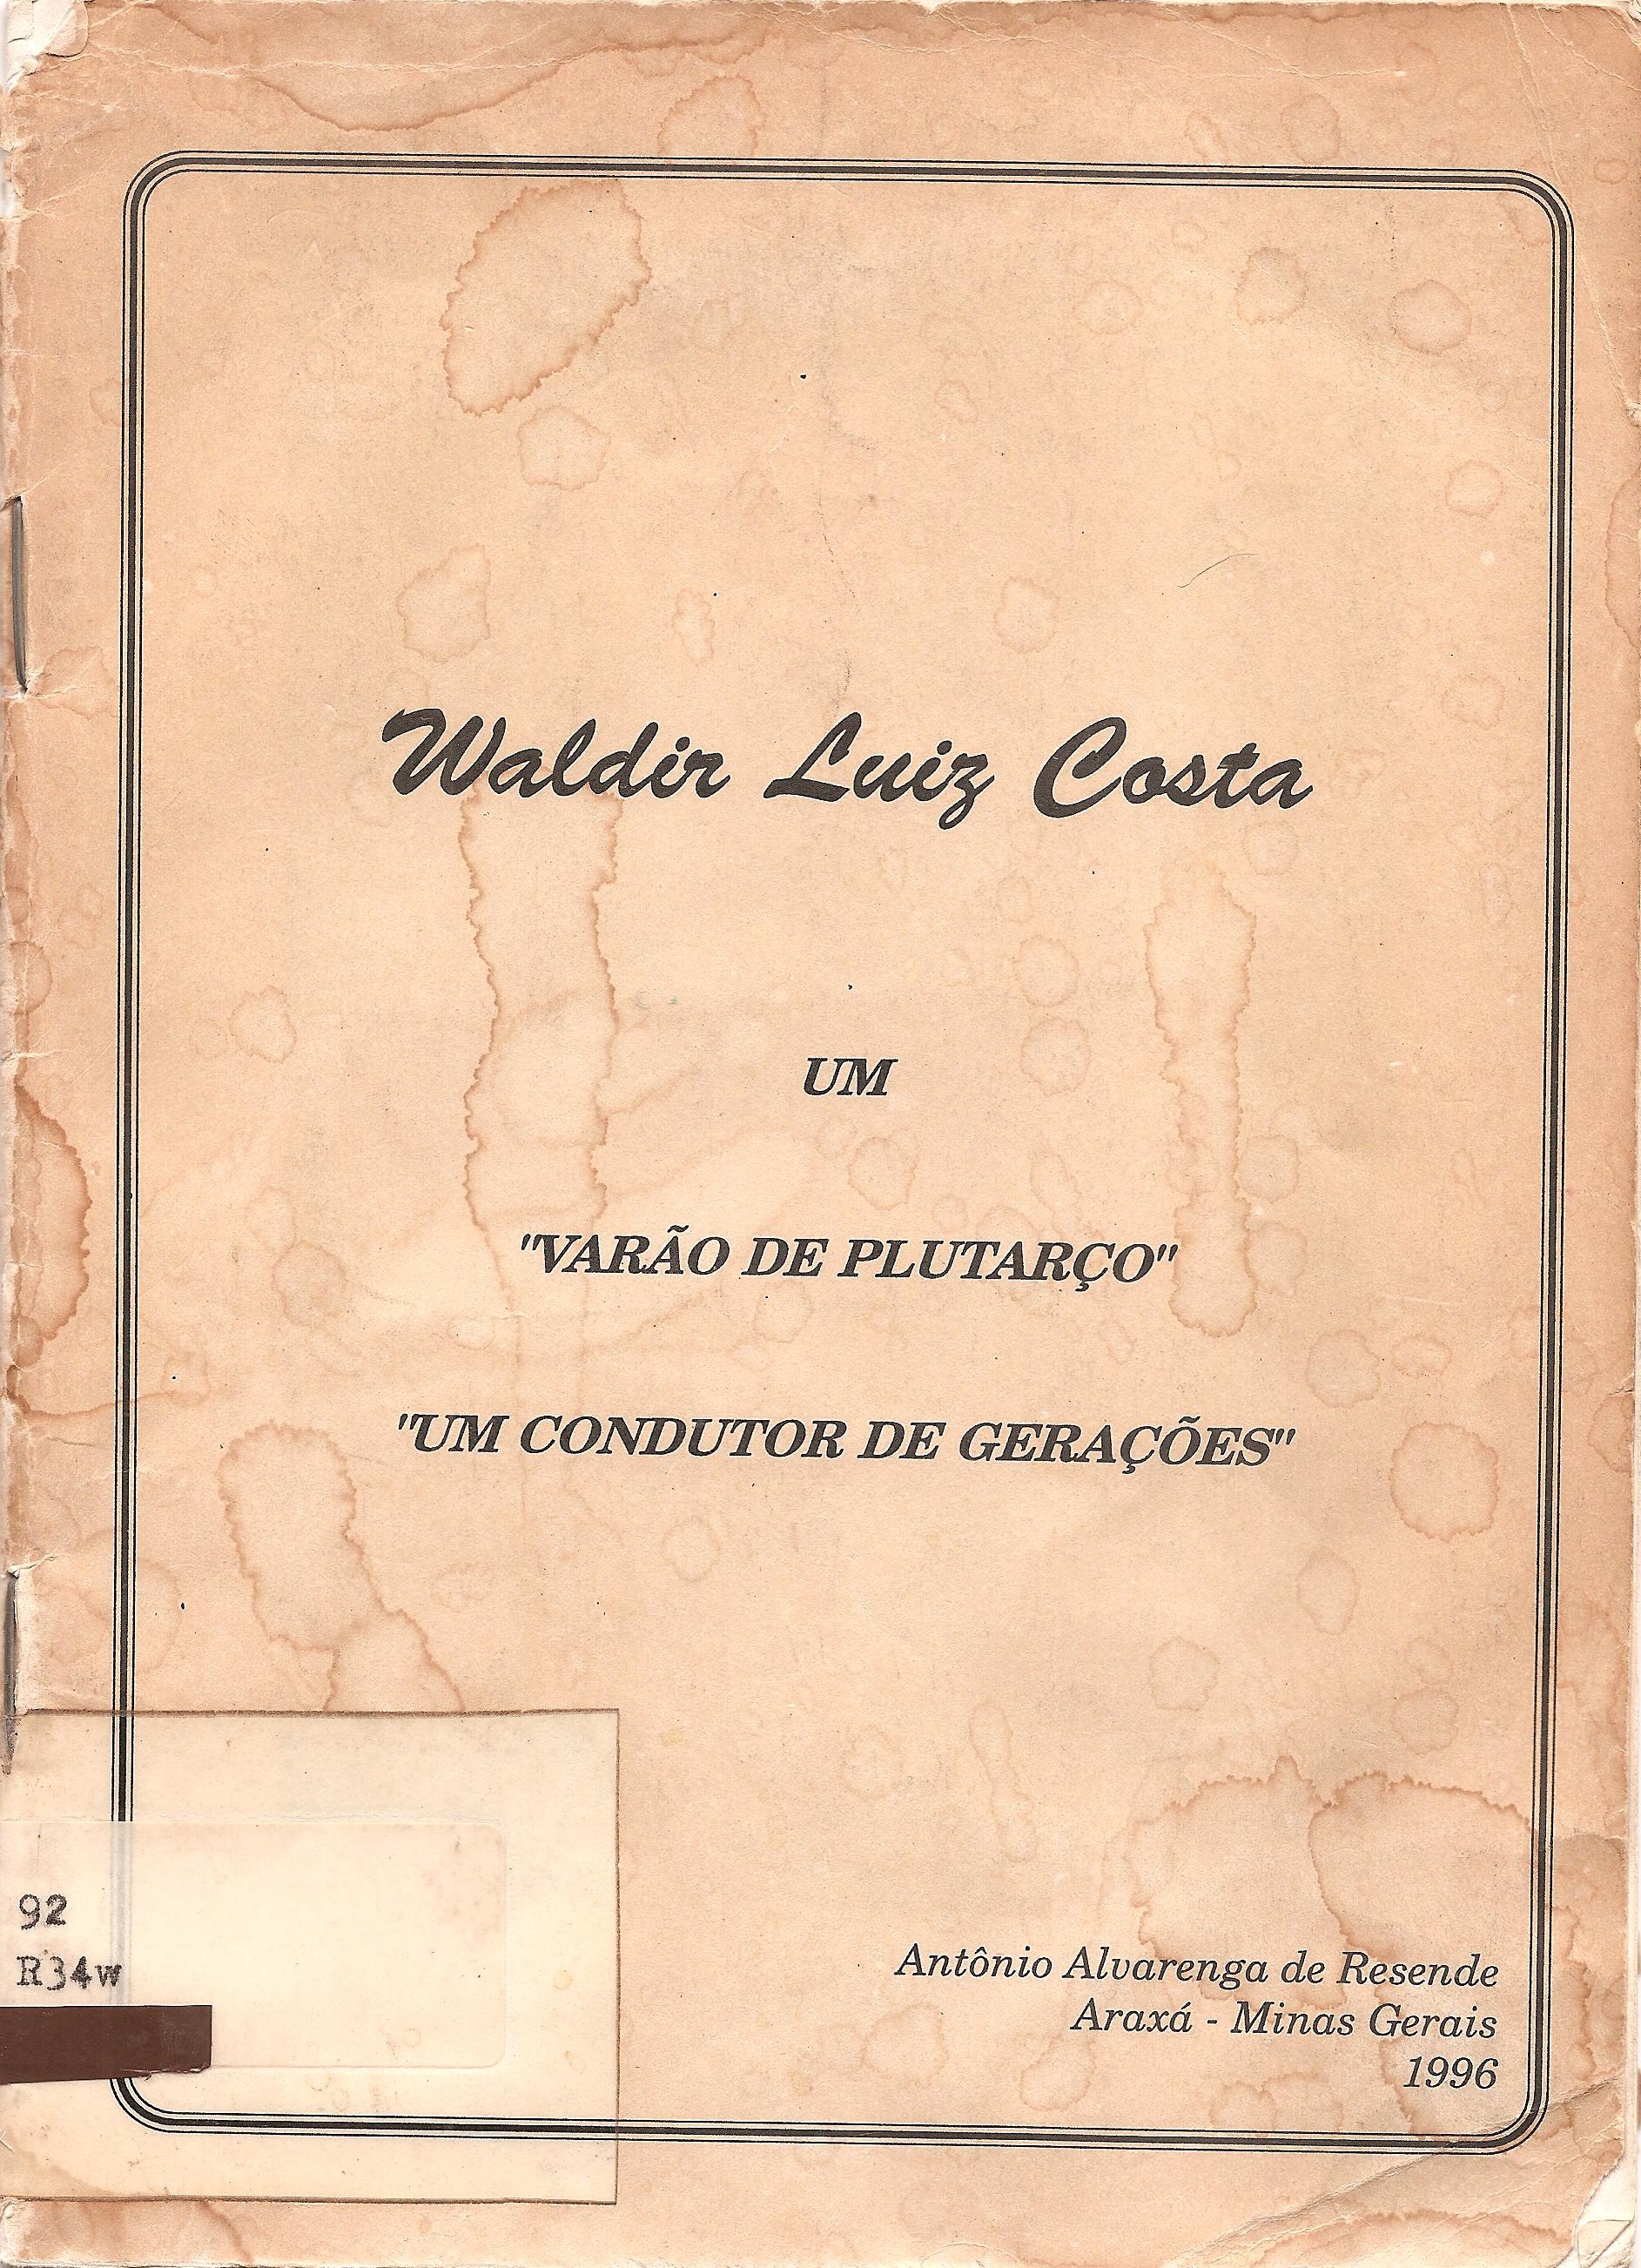 Waldir Luiz Costa
UM
"VARÃO DE PLUTARÇO"
"UM CONDUTOR DE GERAÇÕES"
92
R34w
Antônio Alvarenga de Resende
Araxá - Minas Gerais
1996